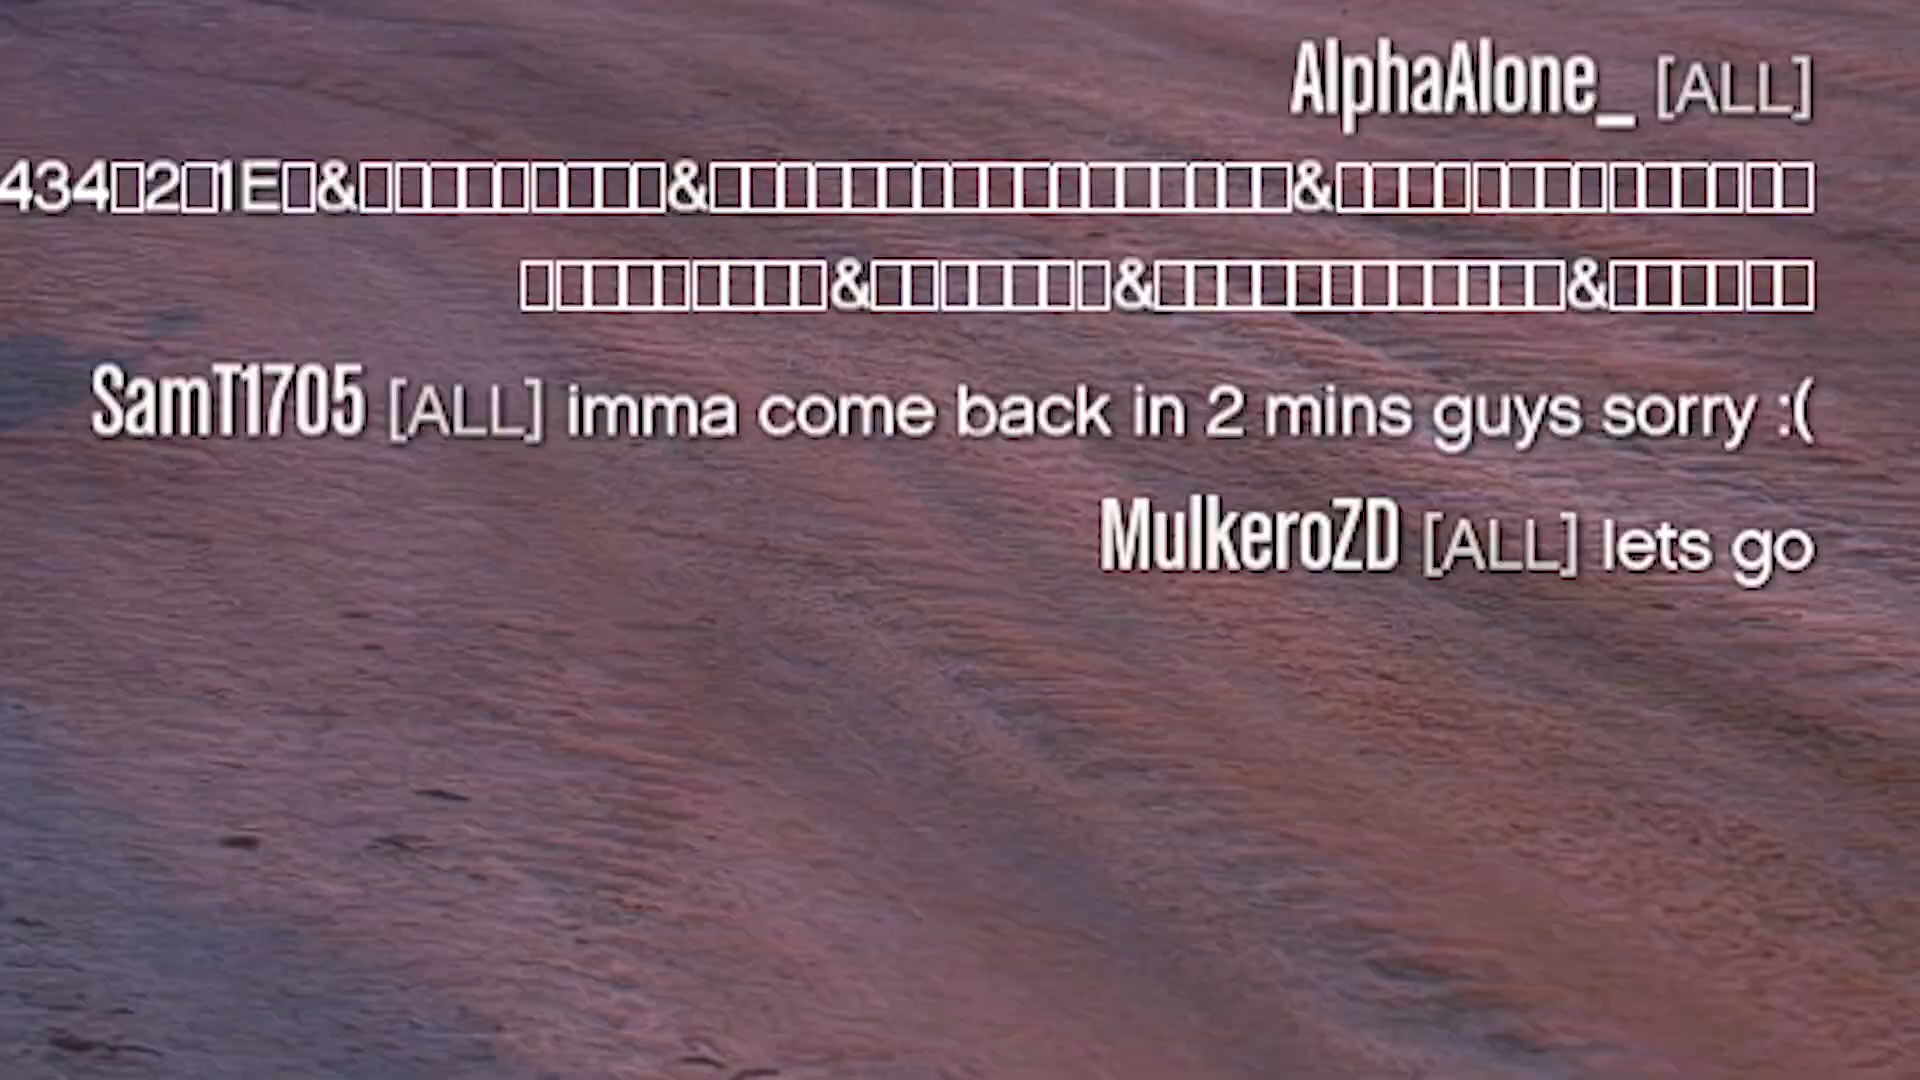 AlphaAlone_ [ALL]
434▯2▯1E▯&▯▯▯▯▯▯▯▯▯&▯▯▯▯▯▯▯▯▯▯▯▯▯▯▯▯▯&▯▯▯▯▯▯▯▯▯▯▯▯▯▯
▯▯▯▯▯▯▯▯▯&▯▯▯▯▯▯▯&▯▯▯▯▯▯▯▯▯▯▯▯&▯▯▯▯▯▯
SamT1705 [ALL] imma come back in 2 mins guys sorry :(
MulkeroZD [ALL] lets go